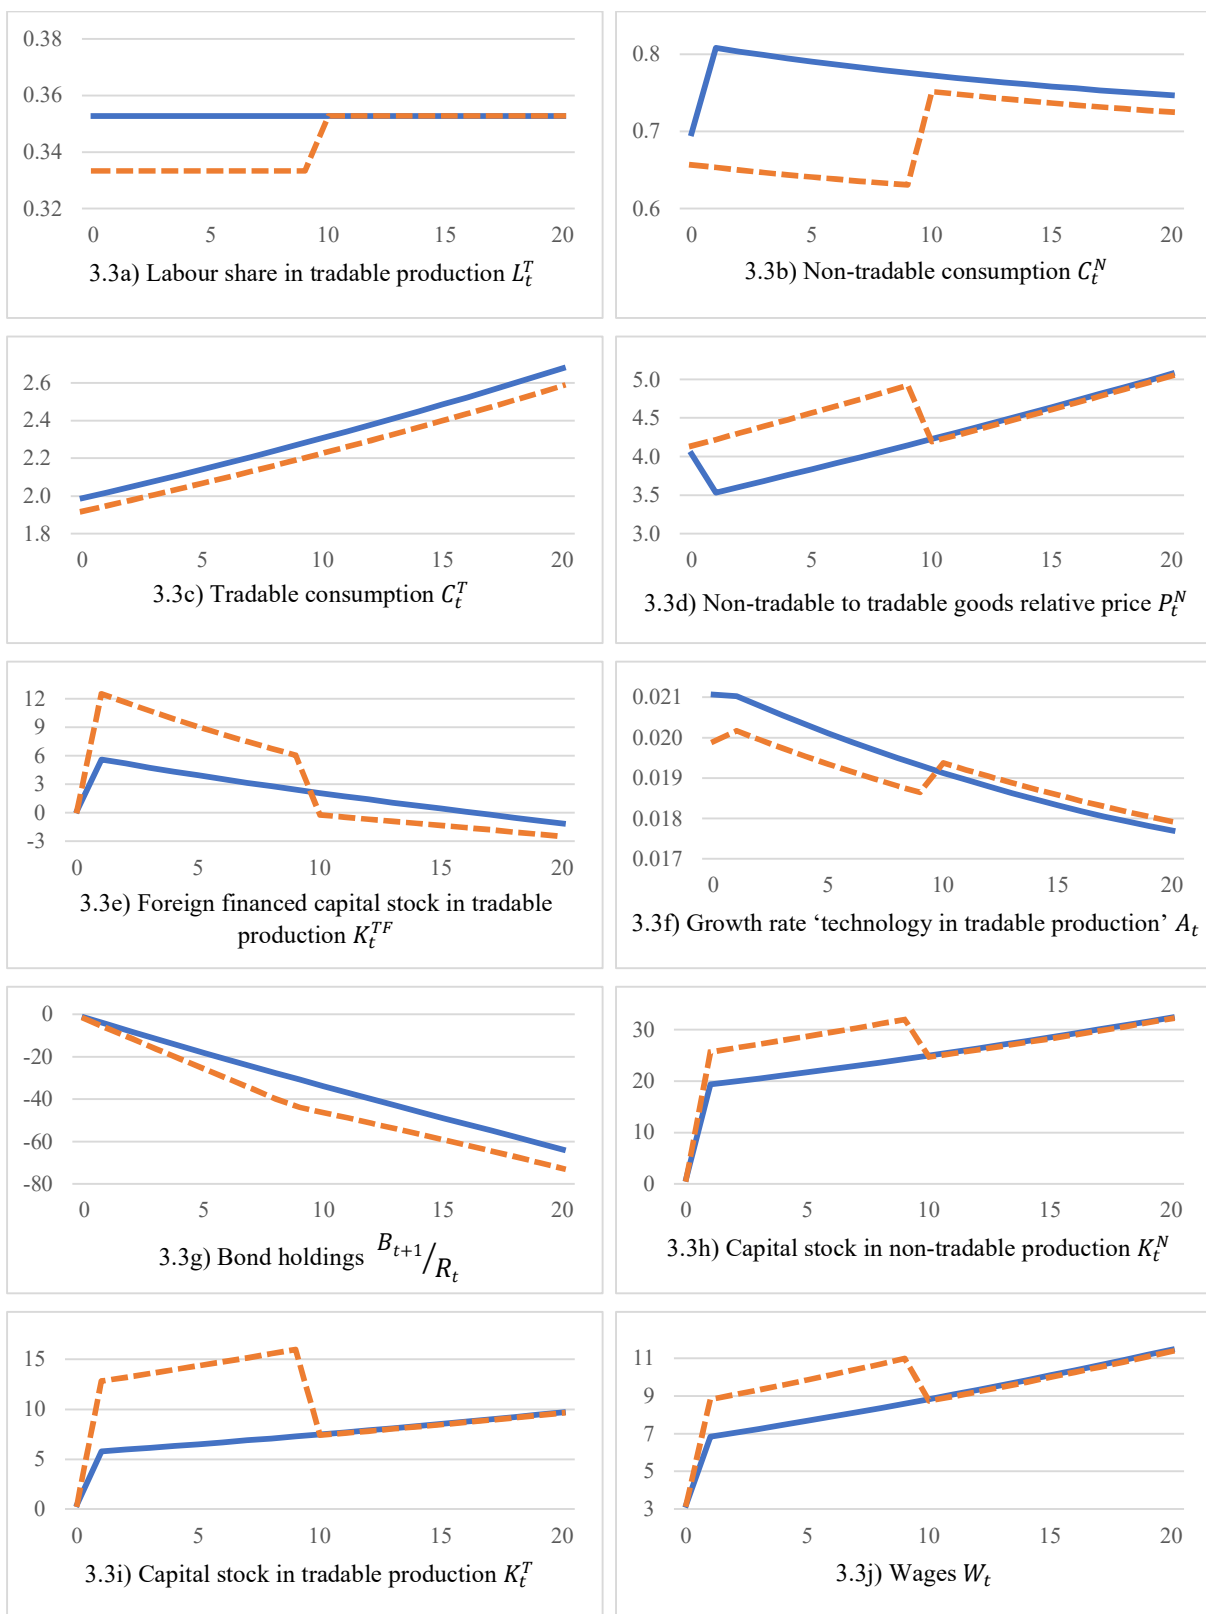 0.38
0.36
0.34
0.32
0 5 10 15 20
3.3a) Labour share in tradable production L_t^T
0.8
0.7
0.6
0 5 10 15 20
3.3b) Non-tradable consumption C_t^N
2.6
2.4
2.2
2.0
1.8
0 5 10 15 20
3.3c) Tradable consumption C_t^T
5.0
4.5
4.0
3.5
3.0
0 5 10 15 20
3.3d) Non-tradable to tradable goods relative price P_t^N
12
9
6
3
0
-3
0 5 10 15 20
3.3e) Foreign financed capital stock in tradable
production K_t^{TF}
0.021
0.020
0.019
0.018
0.017
0 5 10 15 20
3.3f) Growth rate ‘technology in tradable production’ A_t
0
-20
-40
-60
-80
0 5 10 15 20
3.3g) Bond holdings B_{t+1}/R_t
30
20
10
0
0 5 10 15 20
3.3h) Capital stock in non-tradable production K_t^N
15
10
5
0
0 5 10 15 20
3.3i) Capital stock in tradable production K_t^T
11
9
7
5
3
0 5 10 15 20
3.3j) Wages W_t